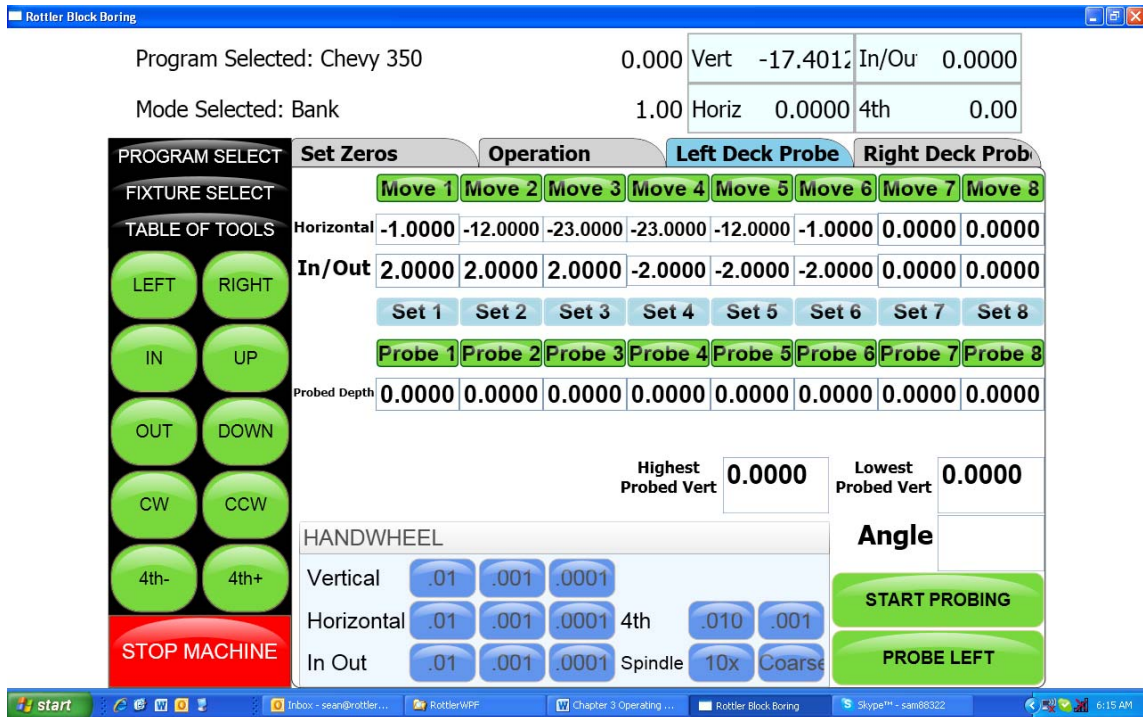 Rottler Block Boring
Program Selected: Chevy 350 0.000 Vert -17.4012 In/Ou 0.0000
Mode Selected: Bank 1.00 Horiz 0.0000 4th 0.00
PROGRAM SELECT Set Zeros Operation Left Deck Probe Right Deck Prob
FIXTURE SELECT Move 1 Move 2 Move 3 Move 4 Move 5 Move 6 Move 7 Move 8
TABLE OF TOOLS Horizontal -1.0000 -12.0000 -23.0000 -23.0000 -12.0000 -1.0000 0.0000 0.0000
LEFT RIGHT In/Out 2.0000 2.0000 2.0000 -2.0000 -2.0000 -2.0000 0.0000 0.0000
Set 1 Set 2 Set 3 Set 4 Set 5 Set 6 Set 7 Set 8
IN UP Probe 1 Probe 2 Probe 3 Probe 4 Probe 5 Probe 6 Probe 7 Probe 8
Probed Depth 0.0000 0.0000 0.0000 0.0000 0.0000 0.0000 0.0000 0.0000
OUT DOWN
Highest Probed Vert 0.0000 Lowest Probed Vert 0.0000
CW CCW
HANDWHEEL Angle
4th- 4th+ Vertical .01 .001 .0001
START PROBING
Horizontal .01 .001 .0001 4th .010 .001
STOP MACHINE In Out .01 .001 .0001 Spindle 10x Coarse PROBE LEFT
start Inbox - sean@rottler... RottlerWPF Chapter 3 Operating ... Rottler Block Boring Skype™ - sam88322 6:15 AM